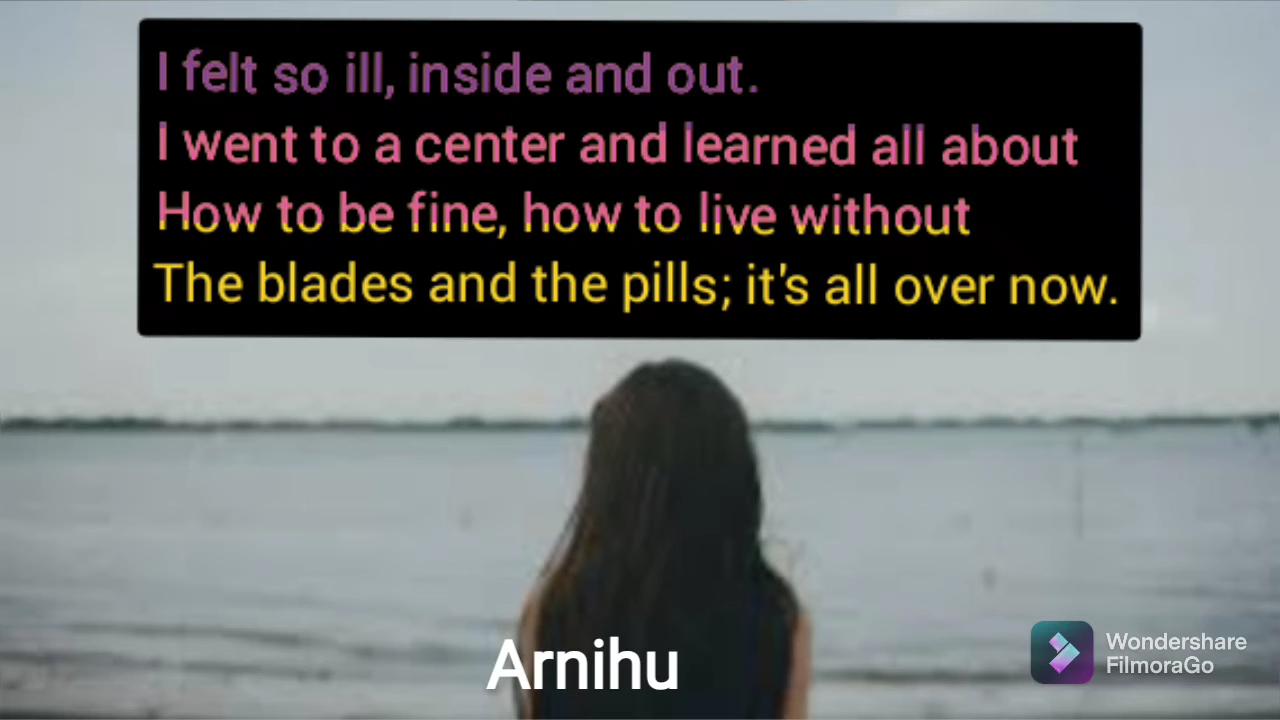 I felt so ill, inside and out.
I went to a center and learned all about
How to be fine, how to live without
The blades and the pills; it's all over now.
Arnihu
Wondershare
FilmoraGo